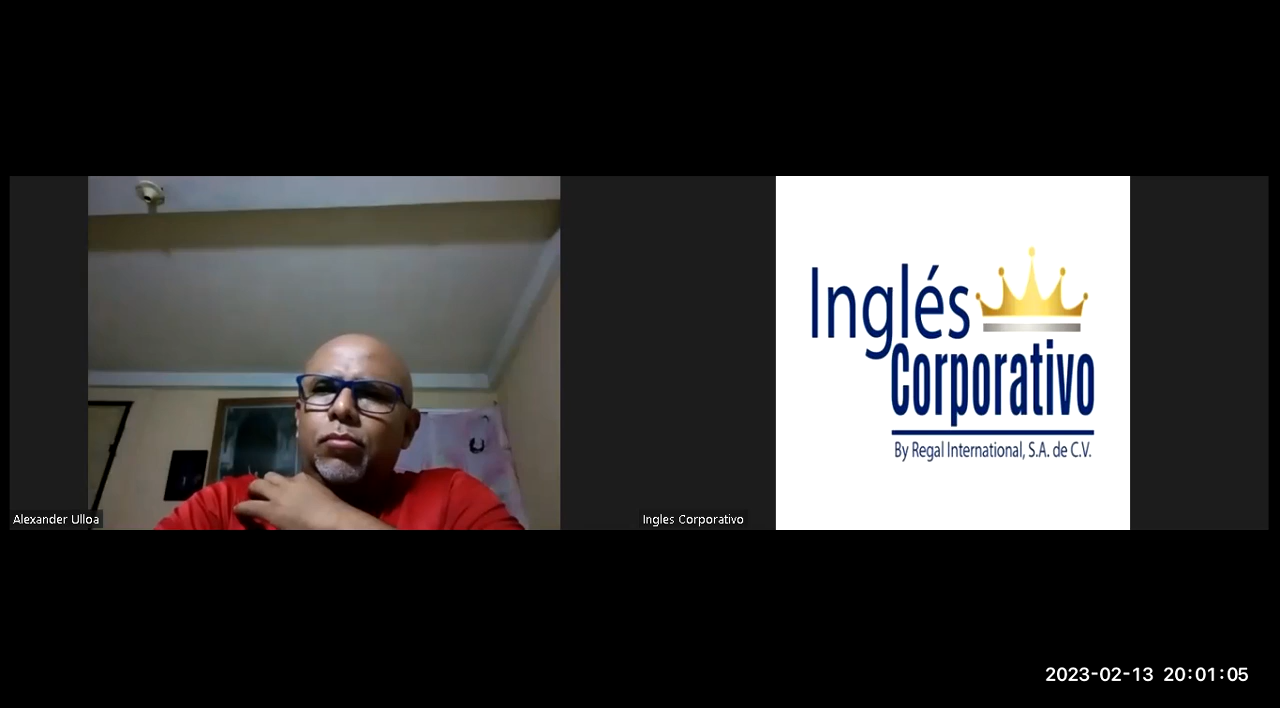 Inglés
Corporativo
By Regal International, S.A. de C.V.
Alexander Ulloa
Ingles Corporativo
2023-02-13 20:01:05